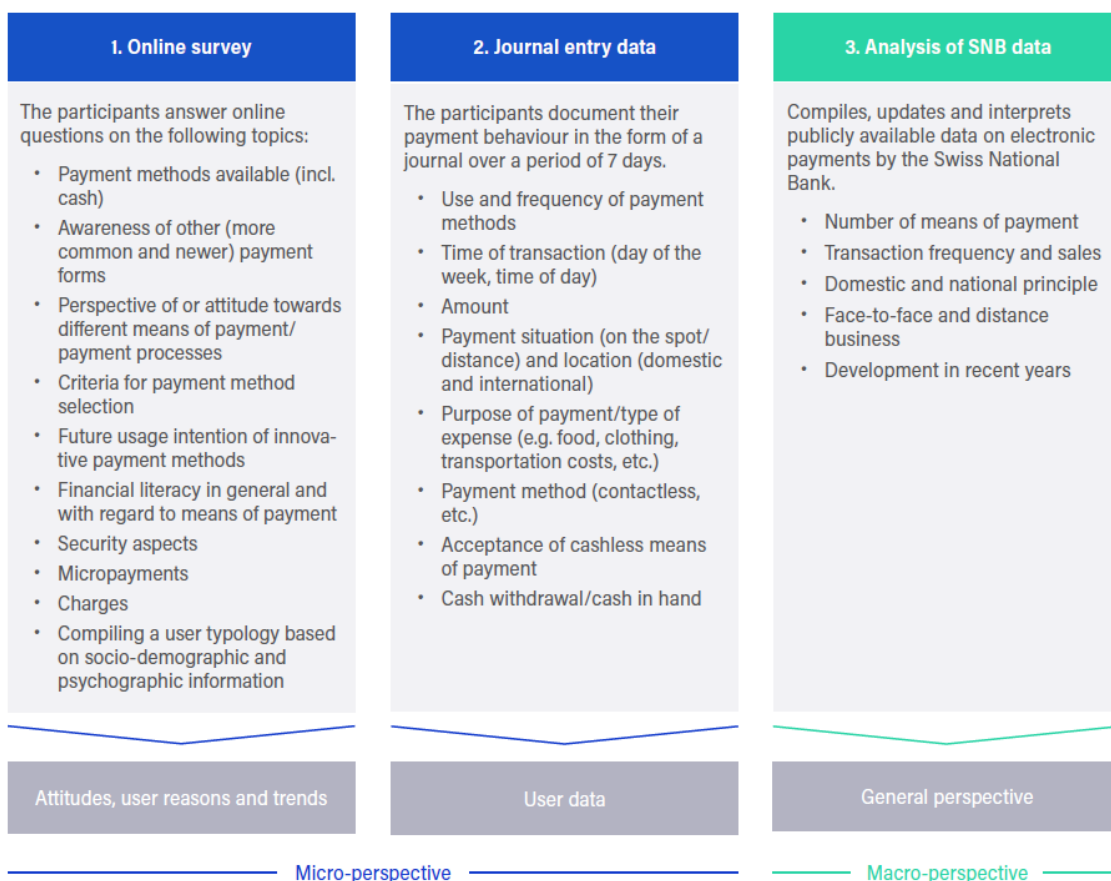 1. Online survey
The participants answer online
questions on the following topics:
• Payment methods available (incl.
cash)
• Awareness of other (more
common and newer) payment
forms
• Perspective of or attitude towards
different means of payment/
payment processes
• Criteria for payment method
selection
• Future usage intention of innova-
tive payment methods
• Financial literacy in general and
with regard to means of payment
• Security aspects
• Micropayments
• Charges
• Compiling a user typology based
on socio-demographic and
psychographic information
Attitudes, user reasons and trends
2. Journal entry data
The participants document their
payment behaviour in the form of a
journal over a period of 7 days.
• Use and frequency of payment
methods
• Time of transaction (day of the
week, time of day)
• Amount
• Payment situation (on the spot/
distance) and location (domestic
and international)
• Purpose of payment/type of
expense (e.g. food, clothing,
transportation costs, etc.)
• Payment method (contactless,
etc.)
• Acceptance of cashless means
of payment
• Cash withdrawal/cash in hand
User data
3. Analysis of SNB data
Compiles, updates and interprets
publicly available data on electronic
payments by the Swiss National
Bank.
• Number of means of payment
• Transaction frequency and sales
• Domestic and national principle
• Face-to-face and distance
business
• Development in recent years
General perspective
Micro-perspective
Macro-perspective